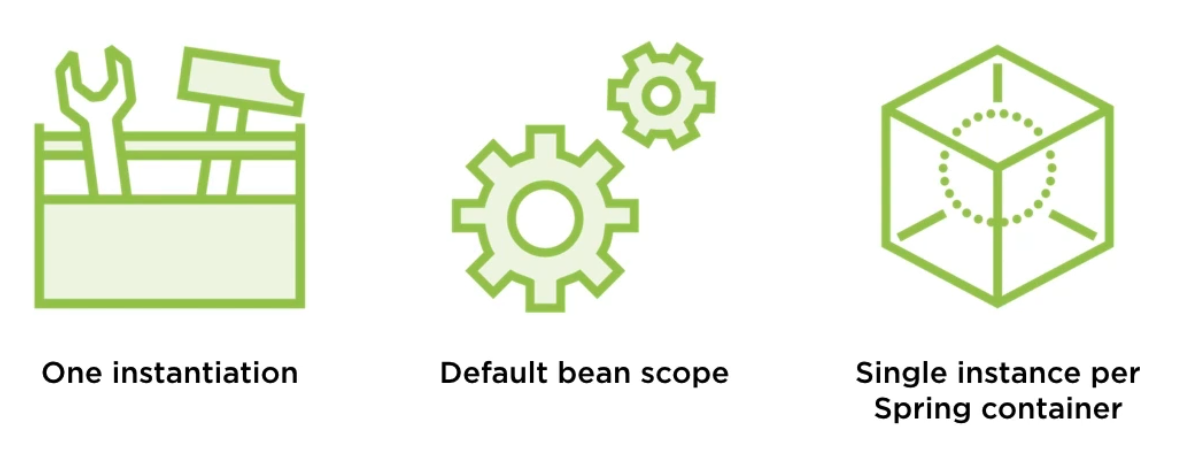 One instantiation
Default bean scope
Single instance per
Spring container